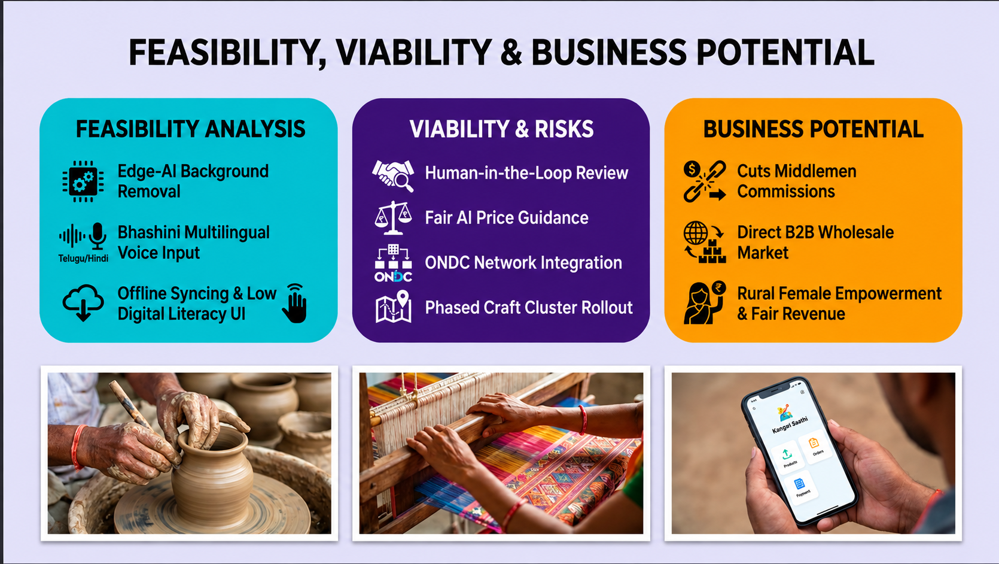 FEASIBILITY, VIABILITY & BUSINESS POTENTIAL
FEASIBILITY ANALYSIS
Edge-AI Background
Removal
Telugu/Hindi
Bhashini Multilingual
Voice Input
Offline Syncing & Low
Digital Literacy UI
VIABILITY & RISKS
Human-in-the-Loop Review
Fair AI Price Guidance
ONDC
ONDC Network Integration
Phased Craft Cluster Rollout
BUSINESS POTENTIAL
$
Cuts Middlemen
Commissions
Direct B2B Wholesale
Market
₹
Rural Female Empowerment
& Fair Revenue
Saathi
Products
Orders
Payment